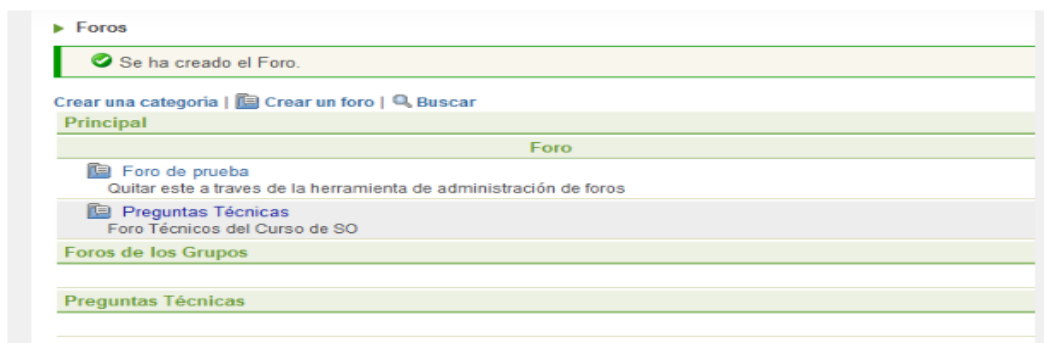 Foros
Se ha creado el Foro.
Crear una categoria | Crear un foro | Buscar
Principal
Foro
Foro de prueba
Quitar este a traves de la herramienta de administración de foros
Preguntas Técnicas
Foro Técnicos del Curso de SO
Foros de los Grupos
Preguntas Técnicas